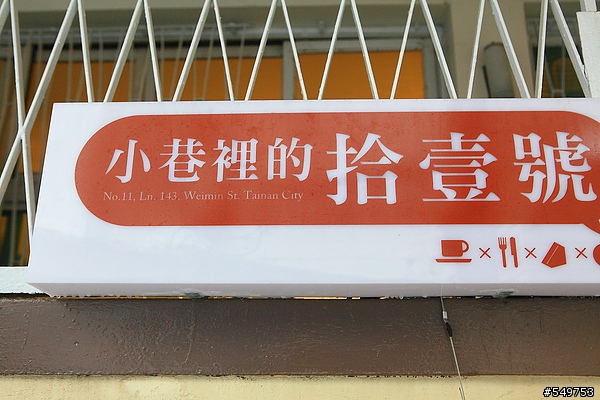 小巷裡的拾壹號
No.11, Ln. 143, Weimin St. Tainan City
#549753